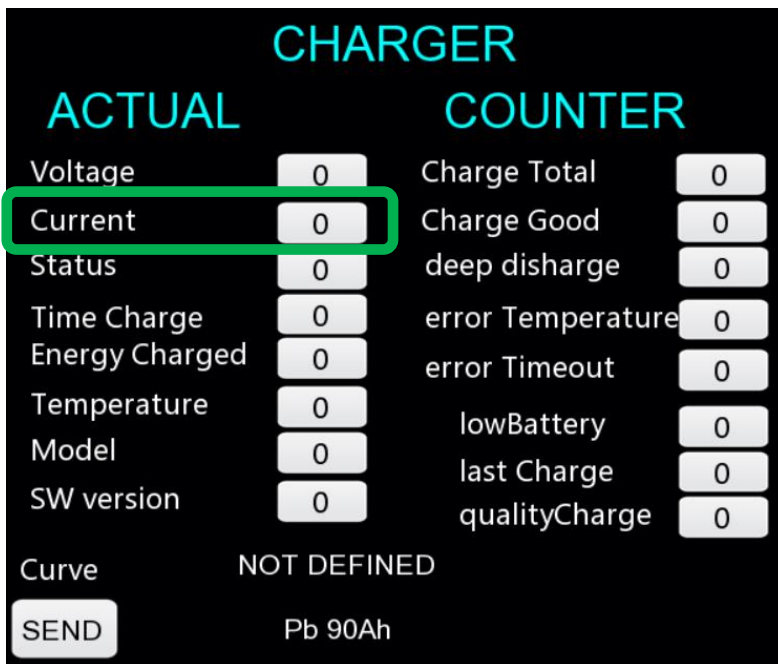 CHARGER
ACTUAL
Voltage 0
Current 0
Status 0
Time Charge 0
Energy Charged 0
Temperature 0
Model 0
SW version 0
COUNTER
Charge Total 0
Charge Good 0
deep disharge 0
error Temperature 0
error Timeout 0
lowBattery 0
last Charge 0
qualityCharge 0
Curve NOT DEFINED
SEND Pb 90Ah